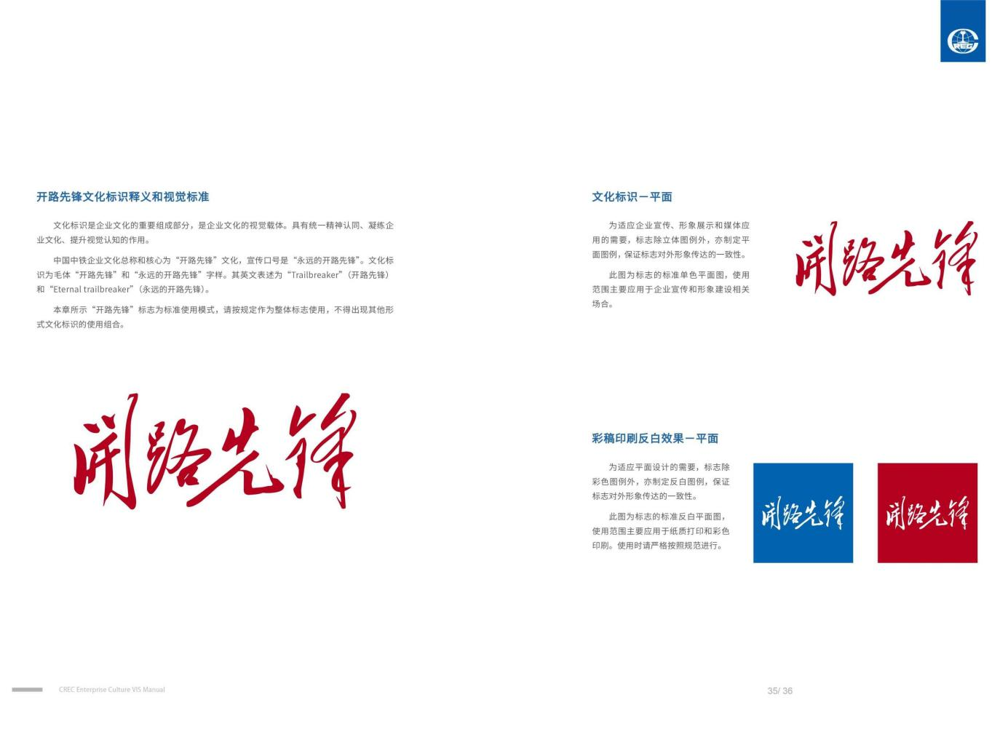 CREC
开路先锋文化标识释义和视觉标准
文化标识是企业文化的重要组成部分，是企业文化的视觉载体。具有统一精神认同、凝练企
业文化、提升视觉认知的作用。
中国中铁企业文化总称和核心为“开路先锋”文化，宣传口号是“永远的开路先锋”。文化标
识为毛体“开路先锋”和“永远的开路先锋”字样。其英文表述为“Trailbreaker”（开路先锋）
和“Eternal trailbreaker”（永远的开路先锋）。
本章所示“开路先锋”标志为标准使用模式，请按规定作为整体标志使用，不得出现其他形
式文化标识的使用组合。
開路先鋒
文化标识－平面
为适应企业宣传、形象展示和媒体应
用的需要，标志除立体图例外，亦制定平
面图例，保证标志对外形象传达的一致性。
此图为标志的标准单色平面图，使用
范围主要应用于企业宣传和形象建设相关
场合。
開路先鋒
彩稿印刷反白效果－平面
为适应平面设计的需要，标志除
彩色图例外，亦制定反白图例，保证
标志对外形象传达的一致性。
此图为标志的标准反白平面图，
使用范围主要应用于纸质打印和彩色
印刷。使用时请严格按照规范进行。
開路先鋒
開路先鋒
CREC Enterprise Culture VIS Manual
35/ 36